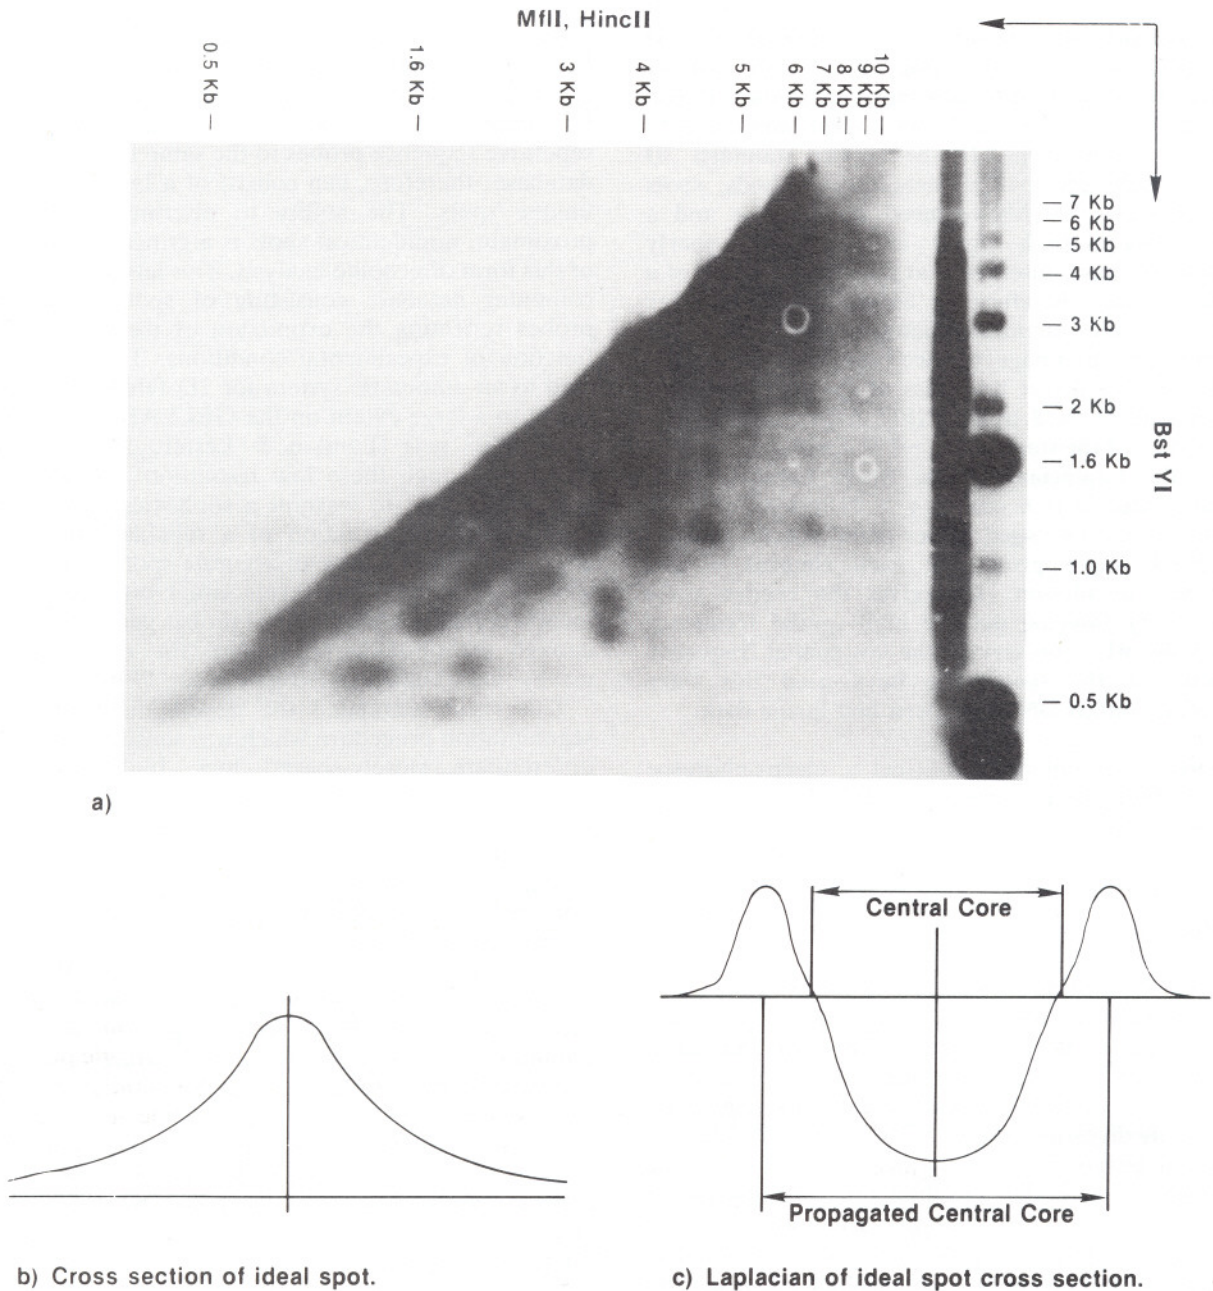 MflI, HincII
0.5 Kb
1.6 Kb
3 Kb
4 Kb
5 Kb
6 Kb
7 Kb
8 Kb
9 Kb
10 Kb
7 Kb
6 Kb
5 Kb
4 Kb
3 Kb
2 Kb
1.6 Kb
1.0 Kb
0.5 Kb
Bst YI
a)
Central Core
Propagated Central Core
b) Cross section of ideal spot.
c) Laplacian of ideal spot cross section.